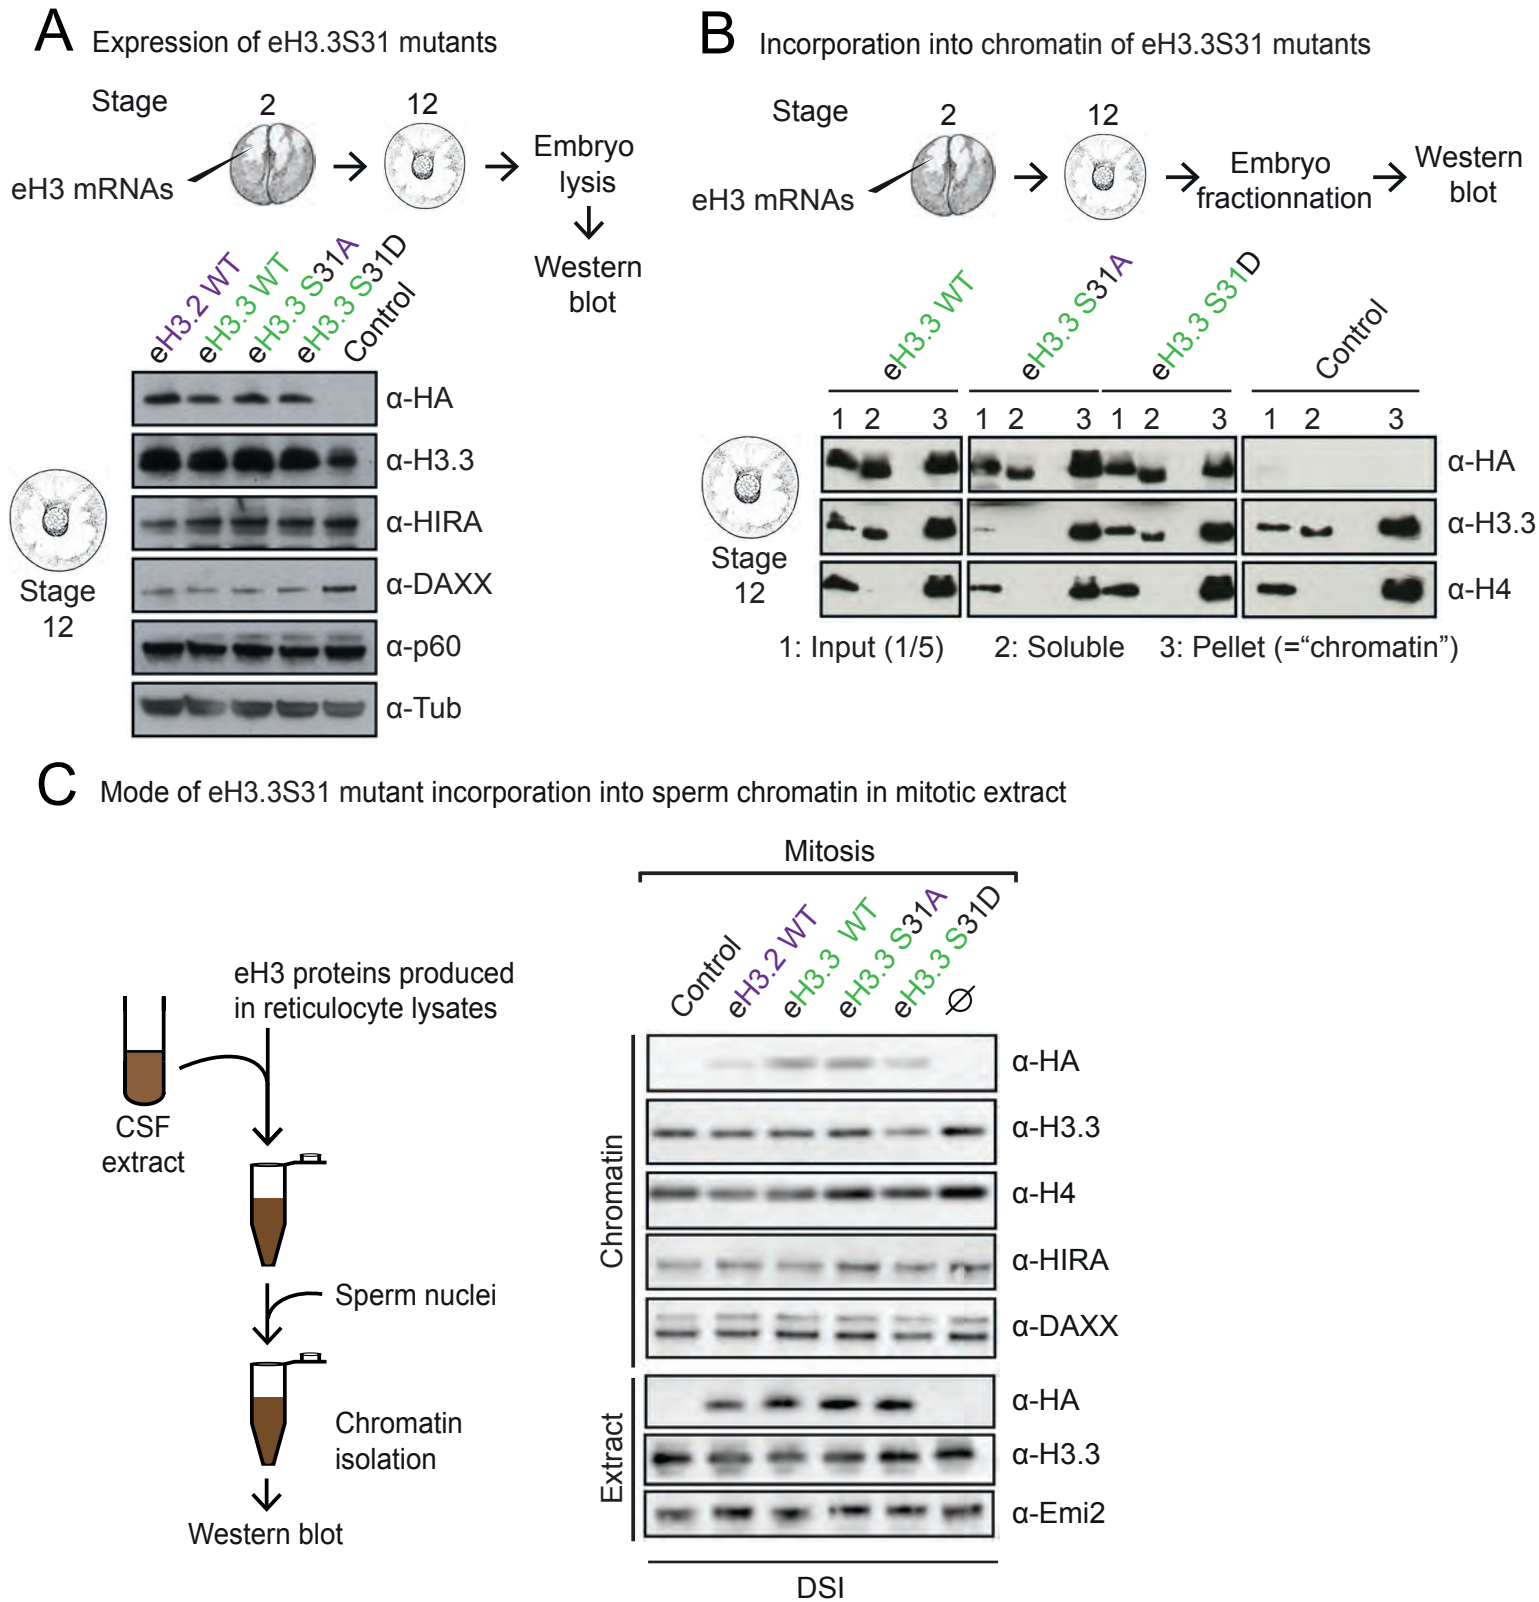 A Expression of eH3.3S31 mutants
Stage 2 12
eH3 mRNAs
Embryo
lysis
Western
blot
eH3.2 WT
eH3.3 WT
eH3.3 S31A
eH3.3 S31D
Control
α-HA
α-H3.3
α-HIRA
α-DAXX
α-p60
α-Tub
Stage
12
B Incorporation into chromatin of eH3.3S31 mutants
Stage 2 12
eH3 mRNAs
Embryo
fractionnation
Western
blot
eH3.3 WT
eH3.3 S31A
eH3.3 S31D
Control
1 2 3 1 2 3 1 2 3 1 2 3
α-HA
α-H3.3
α-H4
Stage
12
1: Input (1/5) 2: Soluble 3: Pellet (=“chromatin”)
C Mode of eH3.3S31 mutant incorporation into sperm chromatin in mitotic extract
eH3 proteins produced
in reticulocyte lysates
CSF
extract
Sperm nuclei
Chromatin
isolation
Western blot
Mitosis
Control
eH3.2 WT
eH3.3 WT
eH3.3 S31A
eH3.3 S31D
∅
Chromatin
α-HA
α-H3.3
α-H4
α-HIRA
α-DAXX
Extract
α-HA
α-H3.3
α-Emi2
DSI